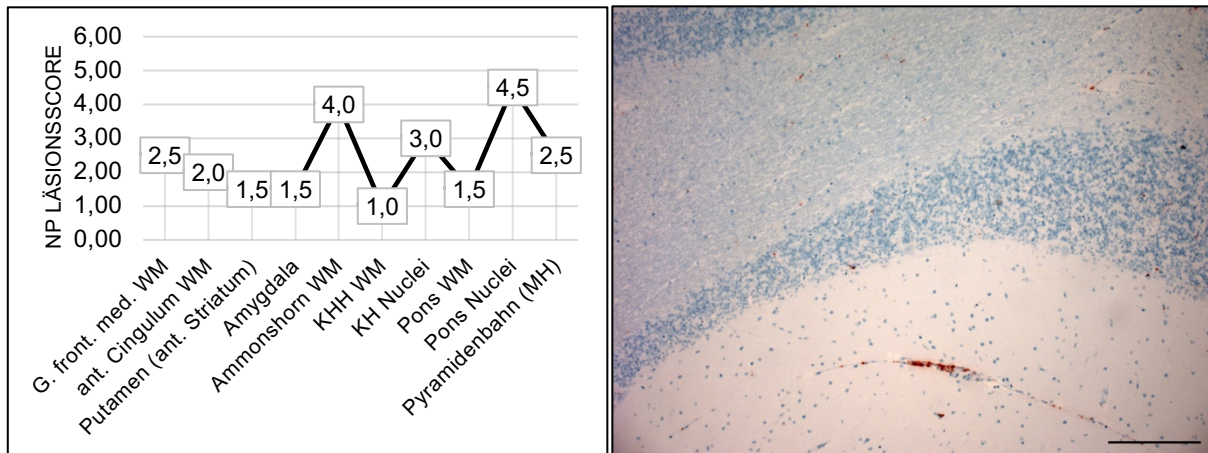 NP LÄSIONSSCORE
6,00
5,00
4,00
3,00
2,00
1,00
0,00
2,5
2,0
1,5
1,5
4,0
1,0
3,0
1,5
4,5
2,5
G. front. med. WM
ant. Cingulum WM
Putamen (ant. Striatum)
Amygdala
Ammonshorn WM
KHH WM
KH Nuclei
Pons WM
Pons Nuclei
Pyramidenbahn (MH)